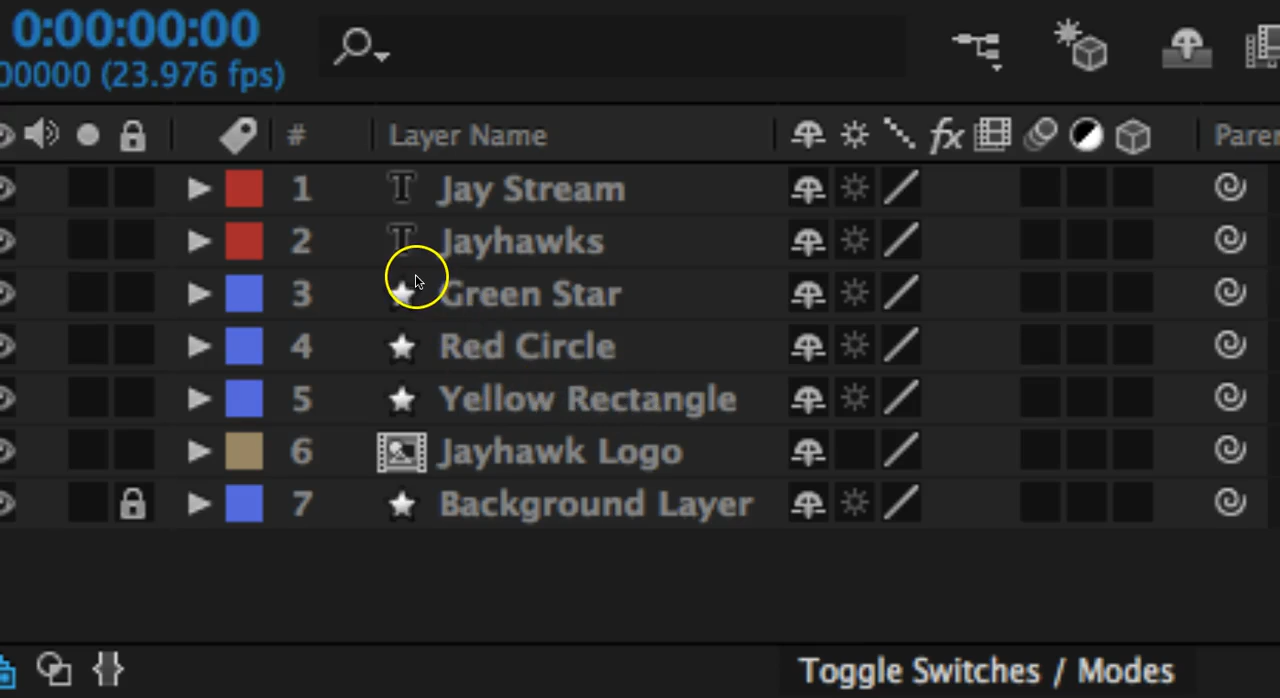 0:00:00:00
00000 (23.976 fps)
# Layer Name fx Paren
1 T Jay Stream
2 T Jayhawks
3 Green Star
4 Red Circle
5 Yellow Rectangle
6 Jayhawk Logo
7 Background Layer
Toggle Switches / Modes